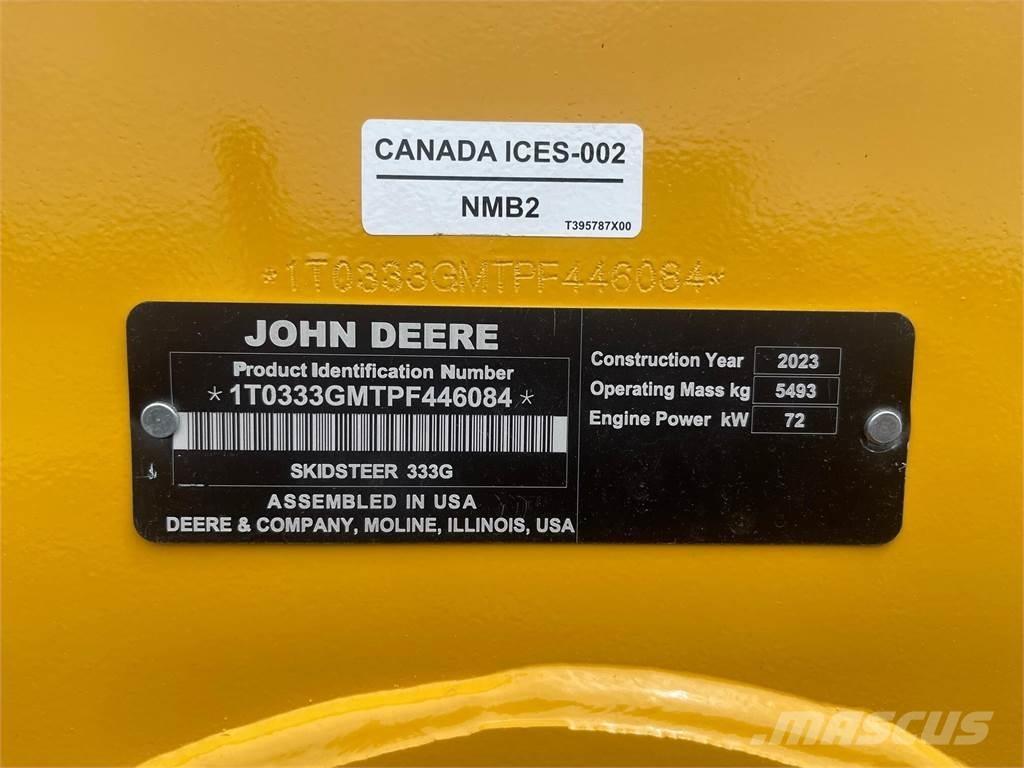 CANADA ICES-002
NMB2
T395787X00
*1T0333GMTPF446084*
JOHN DEERE
Product Identification Number
*1T0333GMTPF446084*
SKIDSTEER 333G
ASSEMBLED IN USA
DEERE & COMPANY, MOLINE, ILLINOIS, USA
Construction Year 2023
Operating Mass kg 5493
Engine Power kW 72
MASCUS